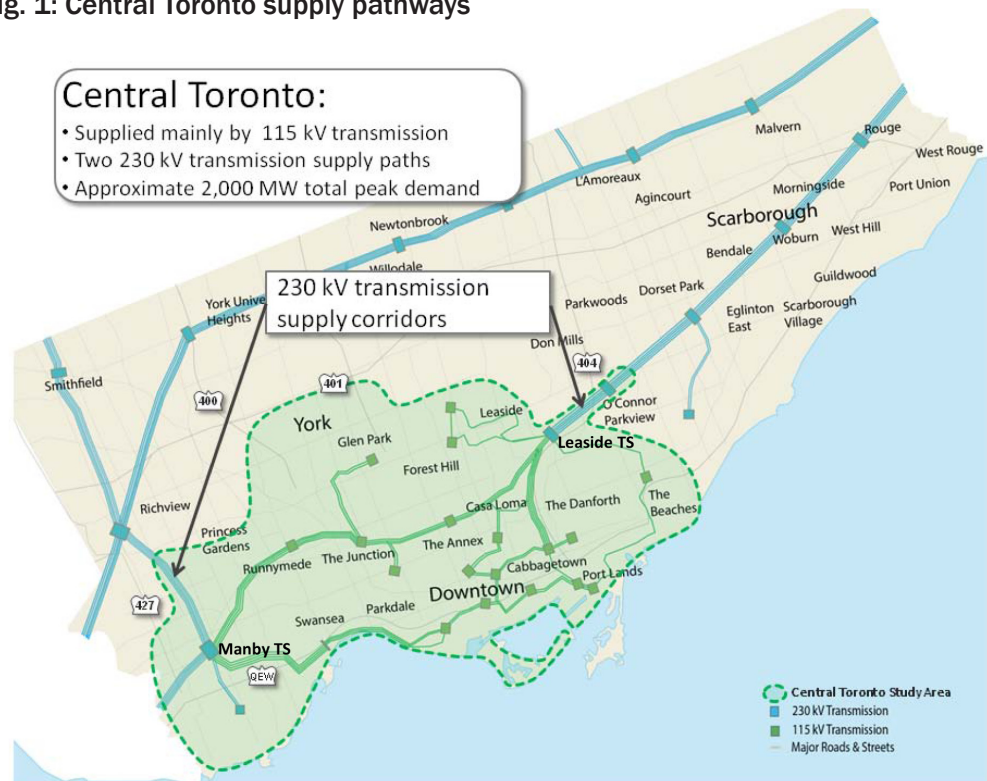 ig. 1: Central Toronto supply pathways
Central Toronto:
• Supplied mainly by 115 kV transmission
• Two 230 kV transmission supply paths
• Approximate 2,000 MW total peak demand
Malvern
Rouge
West Rouge
L'Amoreaux
Agincourt
Morningside
Port Union
Scarborough
Newtonbrook
Woburn
West Hill
Bendale
Willodale
Guildwood
230 kV transmission
supply corridors
York Unive
Heights
Parkwoods
Dorset Park
Eglinton
East
Scarborough
Village
Don Mills
404
Smithfield
401
400
O'Connor
Parkview
Leaside
York
Glen Park
Leaside TS
Forest Hill
Casa Loma
The Danforth
The
Beaches
Richview
Princess
Gardens
Runnymede
The Junction
The Annex
Cabbagetown
Port Lands
Downtown
427
Parkdale
Swansea
Manby TS
QEW
Central Toronto Study Area
230 kV Transmission
115 kV Transmission
Major Roads & Streets